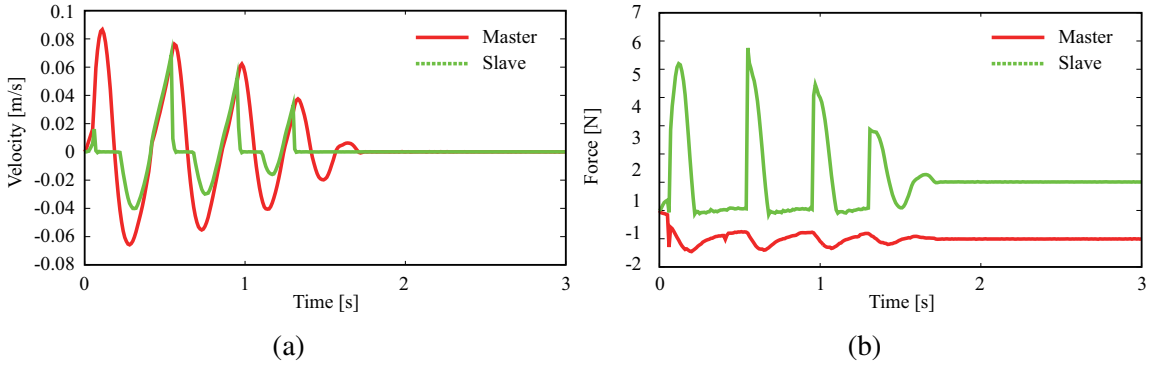 0.1
0.08
0.06
0.04
0.02
0
-0.02
-0.04
-0.06
-0.08
Velocity [m/s]
Master
Slave
0 1 2 3
Time [s]
(a)
7
6
5
4
3
2
1
-1
-2
Force [N]
Master
Slave
0 1 2 3
Time [s]
(b)